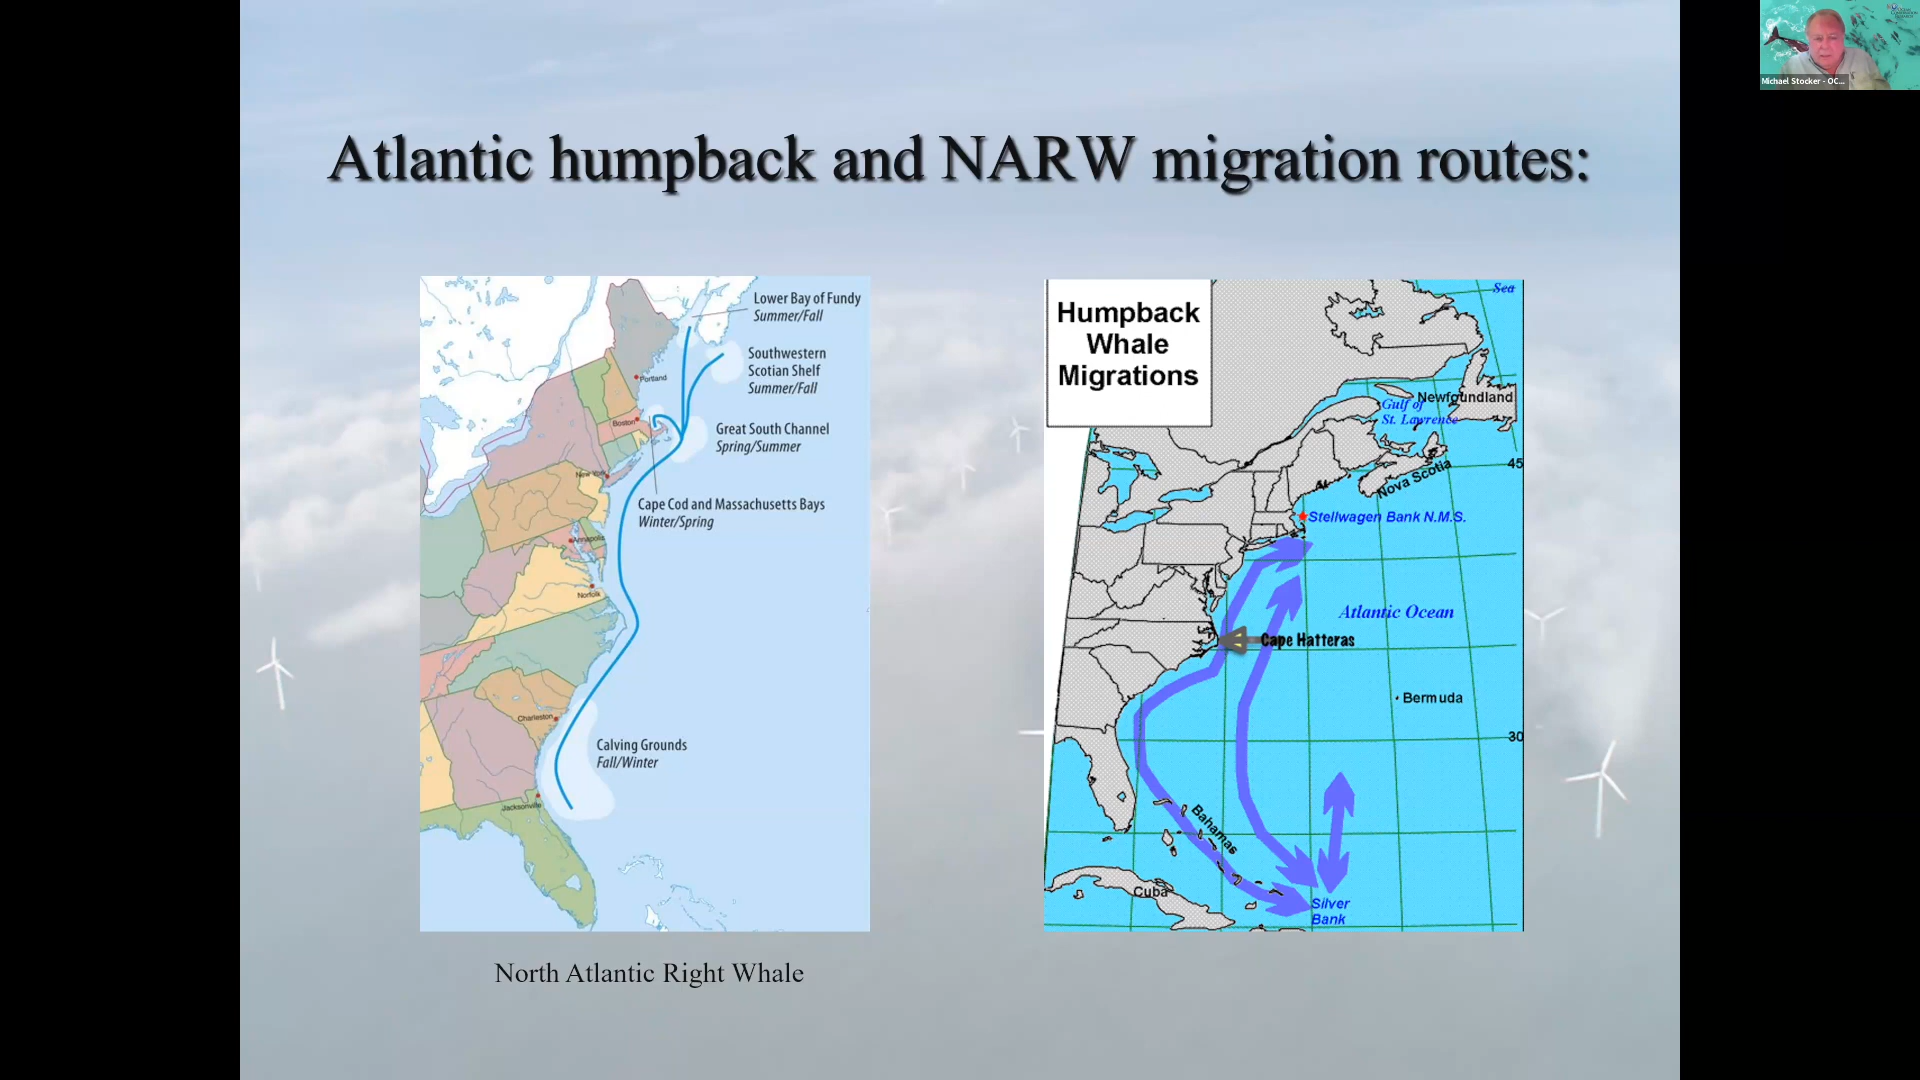 Atlantic humpback and NARW migration routes:
Michael Stocker - OC...
Lower Bay of Fundy
Summer/Fall
Southwestern
Scotian Shelf
Summer/Fall
Portland
Boston
Great South Channel
Spring/Summer
New York
Cape Cod and Massachusetts Bays
Winter/Spring
Annapolis
Norfolk
Charleston
Calving Grounds
Fall/Winter
Jacksonville
North Atlantic Right Whale
Humpback
Whale
Migrations
Sea
Newfoundland
Gulf of
St. Lawrence
45
Nova Scotia
Stellwagen Bank N.M.S.
Atlantic Ocean
Cape Hatteras
Bermuda
30
Bahamas
Cuba
Silver
Bank